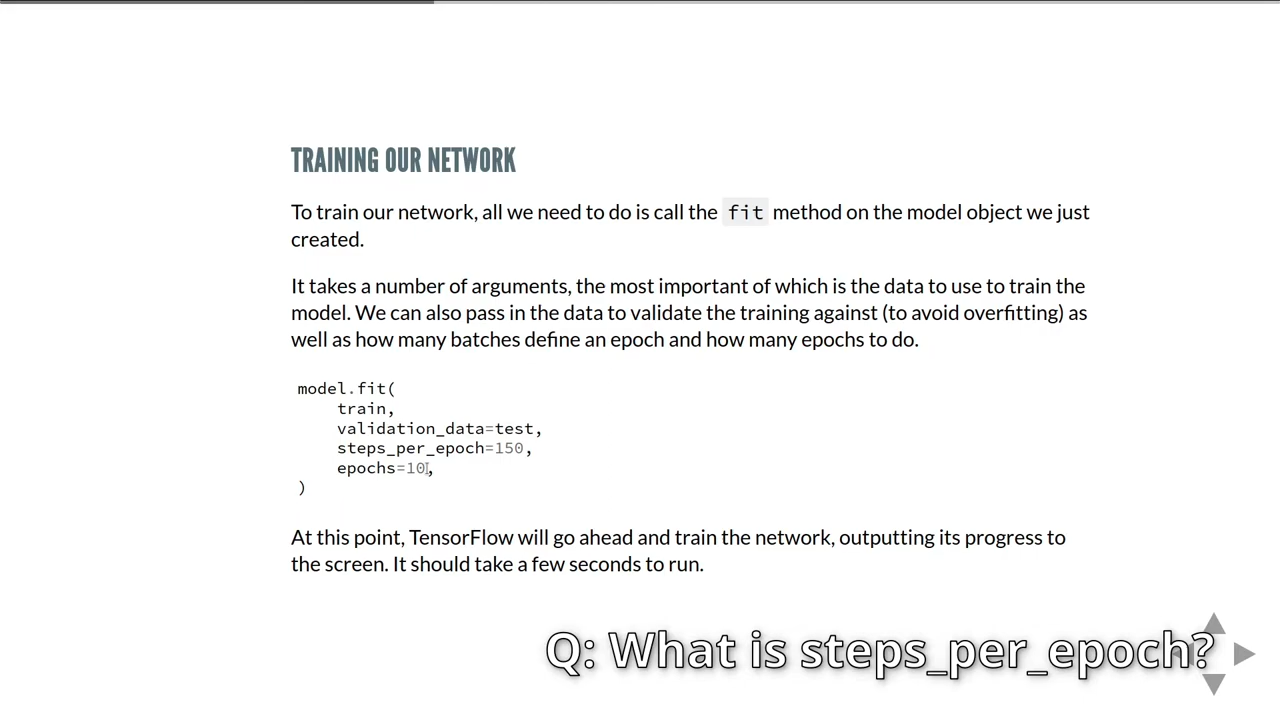 TRAINING OUR NETWORK
To train our network, all we need to do is call the fit method on the model object we just
created.
It takes a number of arguments, the most important of which is the data to use to train the
model. We can also pass in the data to validate the training against (to avoid overfitting) as
well as how many batches define an epoch and how many epochs to do.
model.fit(
    train,
    validation_data=test,
    steps_per_epoch=150,
    epochs=10,
)
At this point, TensorFlow will go ahead and train the network, outputting its progress to
the screen. It should take a few seconds to run.
Q: What is steps_per_epoch?